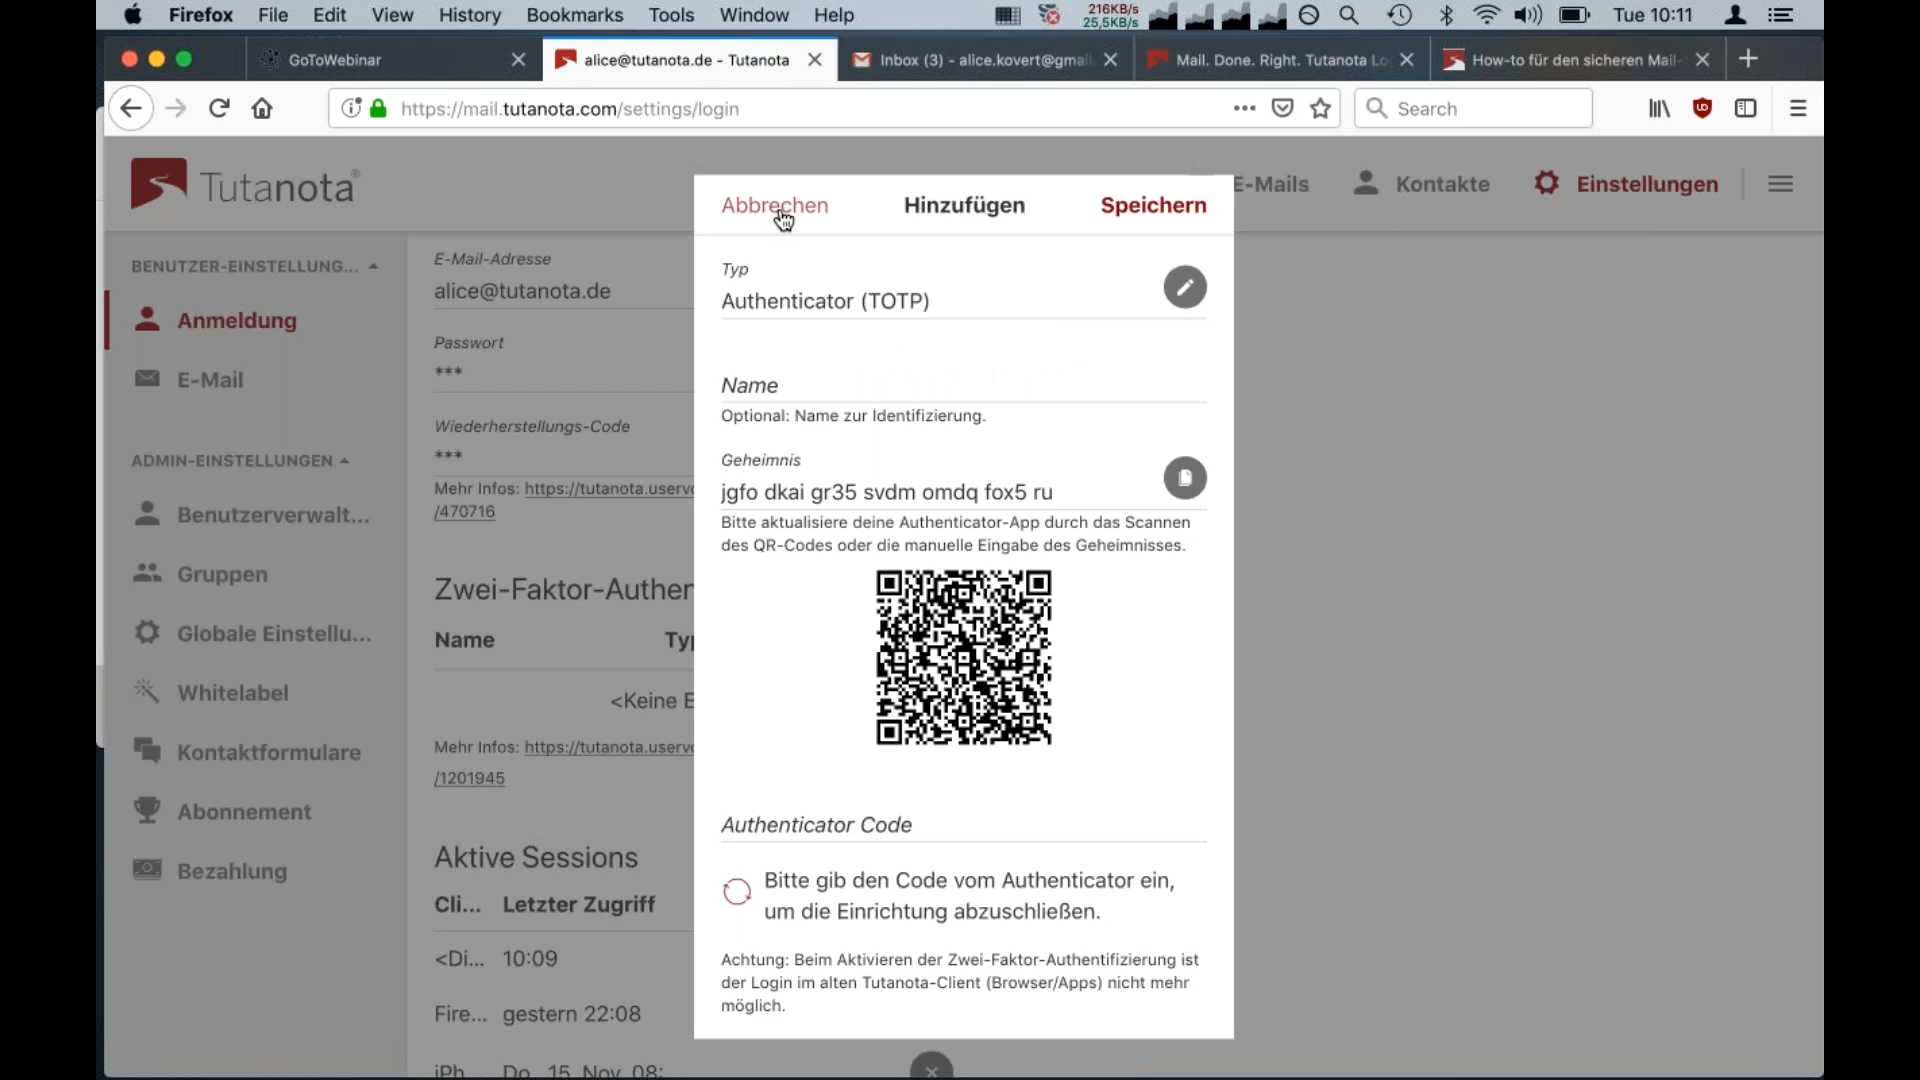 Firefox File Edit View History Bookmarks Tools Window Help
216KB/s
25,5KB/s
Tue 10:11
GoToWebinar
alice@tutanota.de - Tutanota
Inbox (3) - alice.kovert@gmai
Mail. Done. Right. Tutanota Lo
How-to für den sicheren Mail-
https://mail.tutanota.com/settings/login
Search
Tutanota
E-Mails
Kontakte
Einstellungen
BENUTZER-EINSTELLUNG...
Anmeldung
E-Mail
ADMIN-EINSTELLUNGEN
Benutzerverwalt...
Gruppen
Globale Einstellu...
Whitelabel
Kontaktformulare
Abonnement
Bezahlung
E-Mail-Adresse
alice@tutanota.de
Passwort
***
Wiederherstellungs-Code
***
Mehr Infos: https://tutanota.userv
/470716
Zwei-Faktor-Authen
Name Typ
<Keine E
Mehr Infos: https://tutanota.userv
/1201945
Aktive Sessions
Cli... Letzter Zugriff
<Di... 10:09
Fire... gestern 22:08
iPh Do 15 Nov 08:
Abbrechen
Hinzufügen
Speichern
Typ
Authenticator (TOTP)
Name
Optional: Name zur Identifizierung.
Geheimnis
jgfo dkai gr35 svdm omdq fox5 ru
Bitte aktualisiere deine Authenticator-App durch das Scannen
des QR-Codes oder die manuelle Eingabe des Geheimnisses.
Authenticator Code
Bitte gib den Code vom Authenticator ein,
um die Einrichtung abzuschließen.
Achtung: Beim Aktivieren der Zwei-Faktor-Authentifizierung ist
der Login im alten Tutanota-Client (Browser/Apps) nicht mehr
möglich.